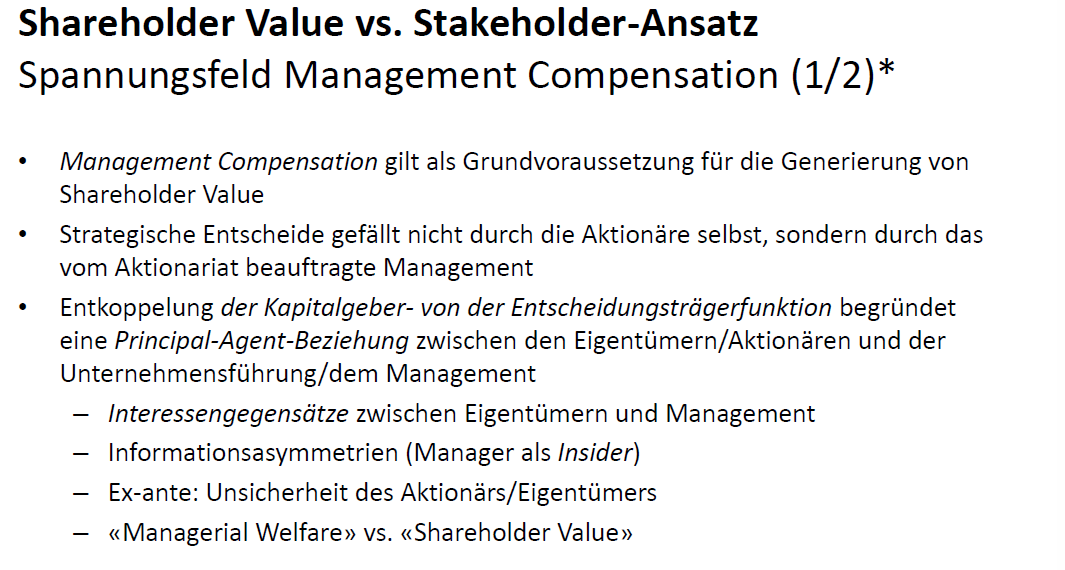 Shareholder Value vs. Stakeholder-Ansatz
Spannungsfeld Management Compensation (1/2)*
• Management Compensation gilt als Grundvoraussetzung für die Generierung von
Shareholder Value
• Strategische Entscheide gefällt nicht durch die Aktionäre selbst, sondern durch das
vom Aktionariat beauftragte Management
• Entkoppelung der Kapitalgeber- von der Entscheidungsträgerfunktion begründet
eine Principal-Agent-Beziehung zwischen den Eigentümern/Aktionären und der
Unternehmensführung/dem Management
– Interessengegensätze zwischen Eigentümern und Management
– Informationsasymmetrien (Manager als Insider)
– Ex-ante: Unsicherheit des Aktionärs/Eigentümers
– «Managerial Welfare» vs. «Shareholder Value»